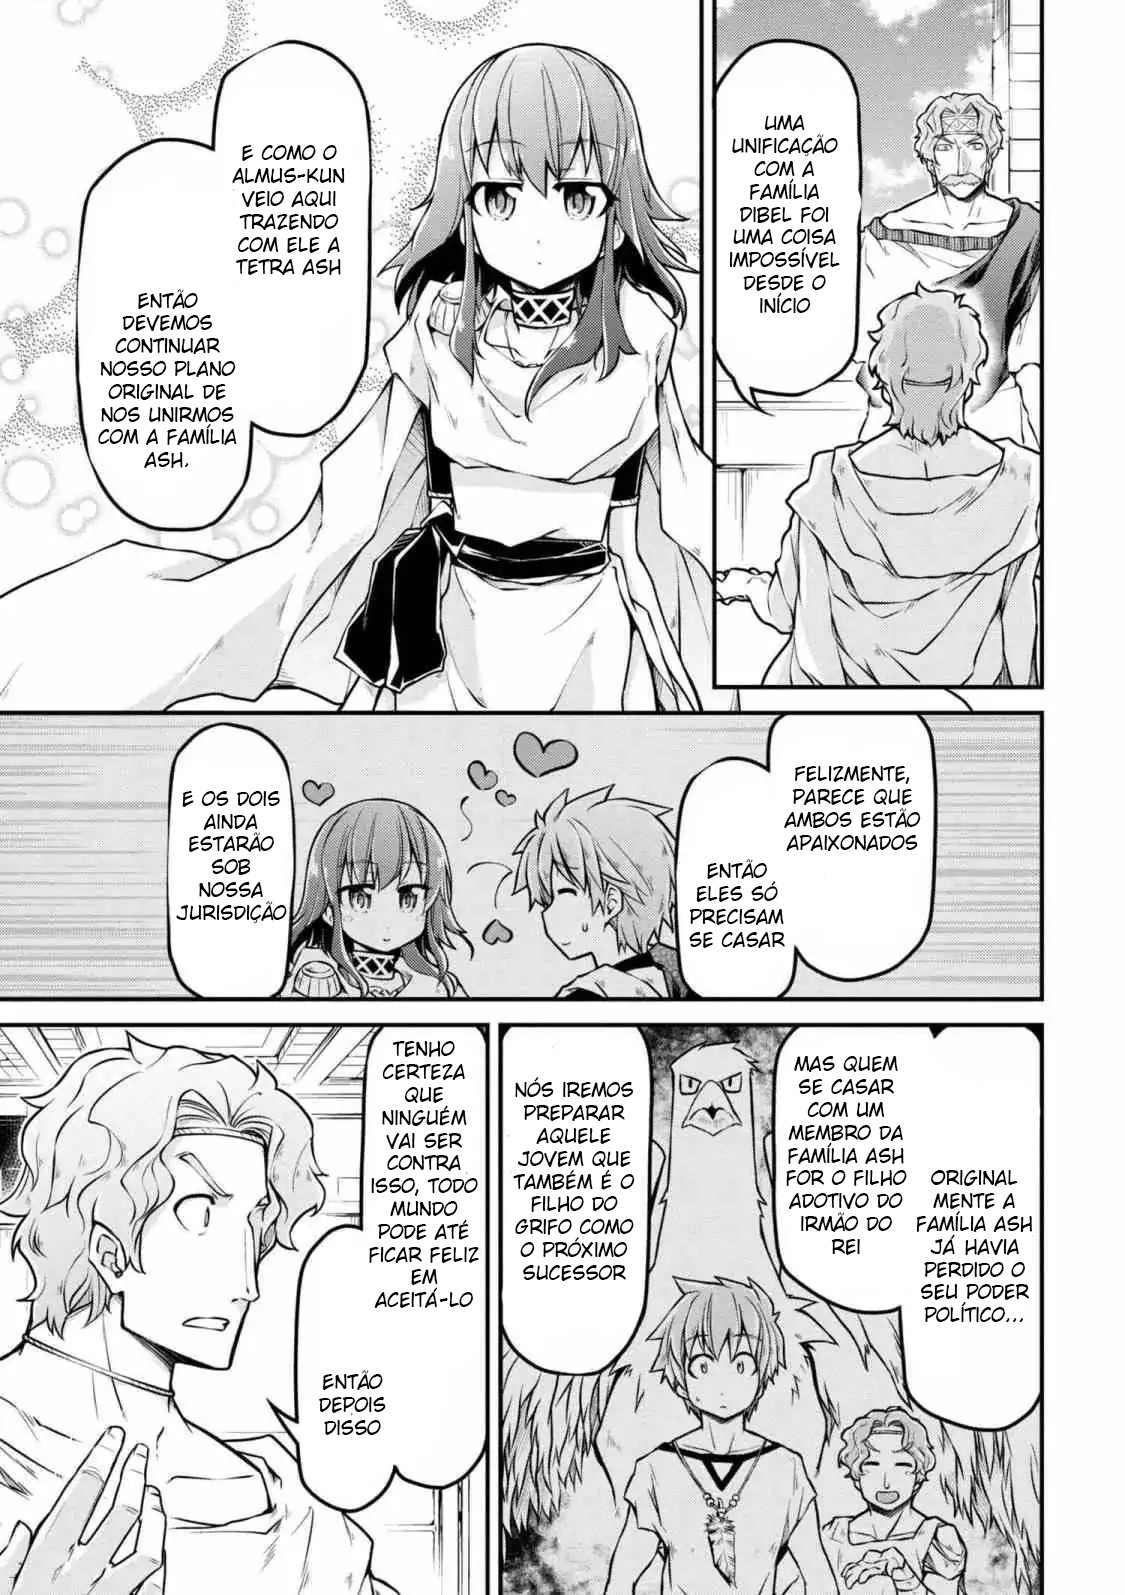 UMA
UNIFICAÇÃO
COM A
FAMÍLIA
DIBEL FOI
UMA COISA
IMPOSSÍVEL
DESDE O
INÍCIO
E COMO O
ALMUS-KUN
VEIO AQUI
TRAZENDO
COM ELE A
TETRA ASH
ENTÃO
DEVEMOS
CONTINUAR
NOSSO PLANO
ORIGINAL DE
NOS UNIRMOS
COM A FAMÍLIA
ASH.
FELIZMENTE,
PARECE QUE
AMBOS ESTÃO
APAIXONADOS
ENTÃO
ELES SÓ
PRECISAM
SE CASAR
E OS DOIS
AINDA
ESTARÃO
SOB
NOSSA
JURISDIÇÃO
ORIGINAL
MENTE A
FAMÍLIA ASH
JÁ HAVIA
PERDIDO O
SEU PODER
POLÍTICO...
MAS QUEM
SE CASAR
COM UM
MEMBRO DA
FAMÍLIA ASH
FOR O FILHO
ADOTIVO DO
IRMÃO DO
REI
NÓS IREMOS
PREPARAR
AQUELE
JOVEM QUE
TAMBÉM É O
FILHO DO
GRIFO COMO
O PRÓXIMO
SUCESSOR
TENHO
CERTEZA
QUE
NINGUÉM
VAI SER
CONTRA
ISSO, TODO
MUNDO
PODE ATÉ
FICAR FELIZ
EM
ACEITÁ-LO
ENTÃO
DEPOIS
DISSO